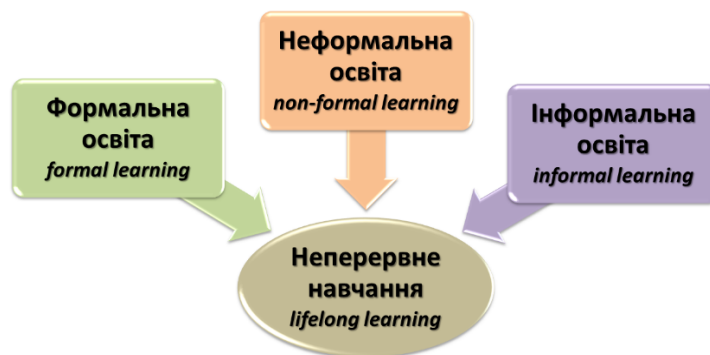 Формальна
освіта
formal learning
Неформальна
освіта
non-formal learning
Інформальна
освіта
informal learning
Неперервне
навчання
lifelong learning